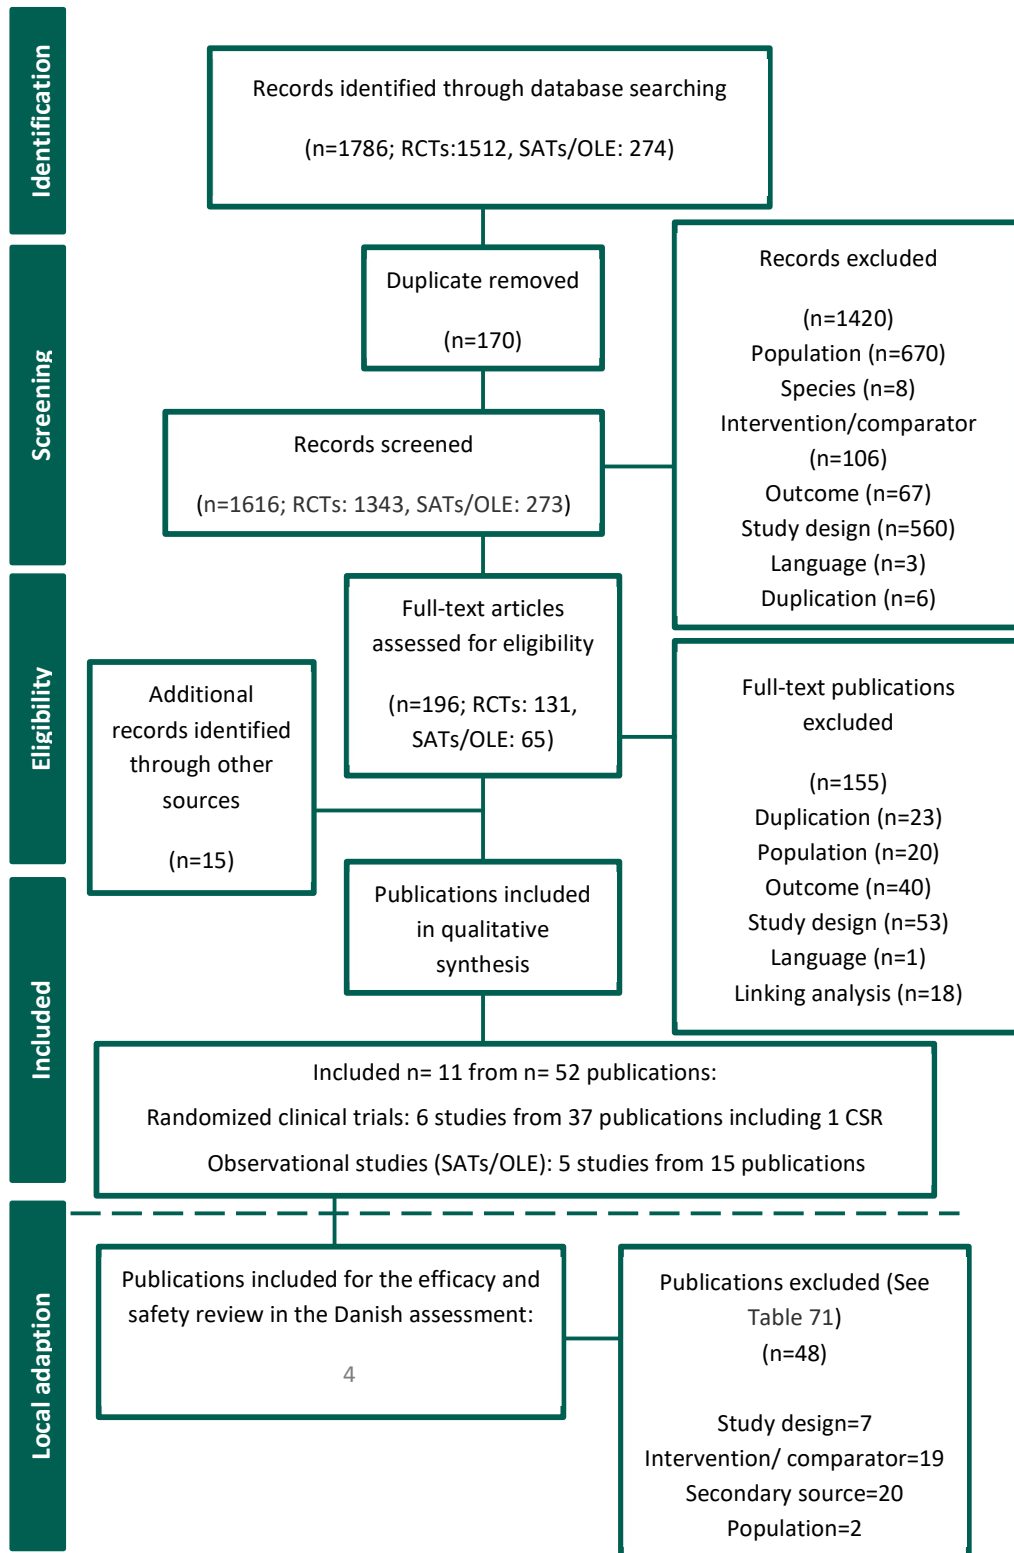 Identification
Records identified through database searching
(n=1786; RCTs:1512, SATs/OLE: 274)
Screening
Duplicate removed
(n=170)
Records screened
(n=1616; RCTs: 1343, SATs/OLE: 273)
Records excluded
(n=1420)
Population (n=670)
Species (n=8)
Intervention/comparator
(n=106)
Outcome (n=67)
Study design (n=560)
Language (n=3)
Duplication (n=6)
Eligibility
Full-text articles
assessed for eligibility
(n=196; RCTs: 131,
SATs/OLE: 65)
Additional
records identified
through other
sources
(n=15)
Full-text publications
excluded
(n=155)
Duplication (n=23)
Population (n=20)
Outcome (n=40)
Study design (n=53)
Language (n=1)
Linking analysis (n=18)
Included
Publications included
in qualitative
synthesis
Included n= 11 from n= 52 publications:
Randomized clinical trials: 6 studies from 37 publications including 1 CSR
Observational studies (SATs/OLE): 5 studies from 15 publications
Local adaption
Publications included for the efficacy and
safety review in the Danish assessment:
4
Publications excluded (See
Table 71)
(n=48)
Study design=7
Intervention/ comparator=19
Secondary source=20
Population=2